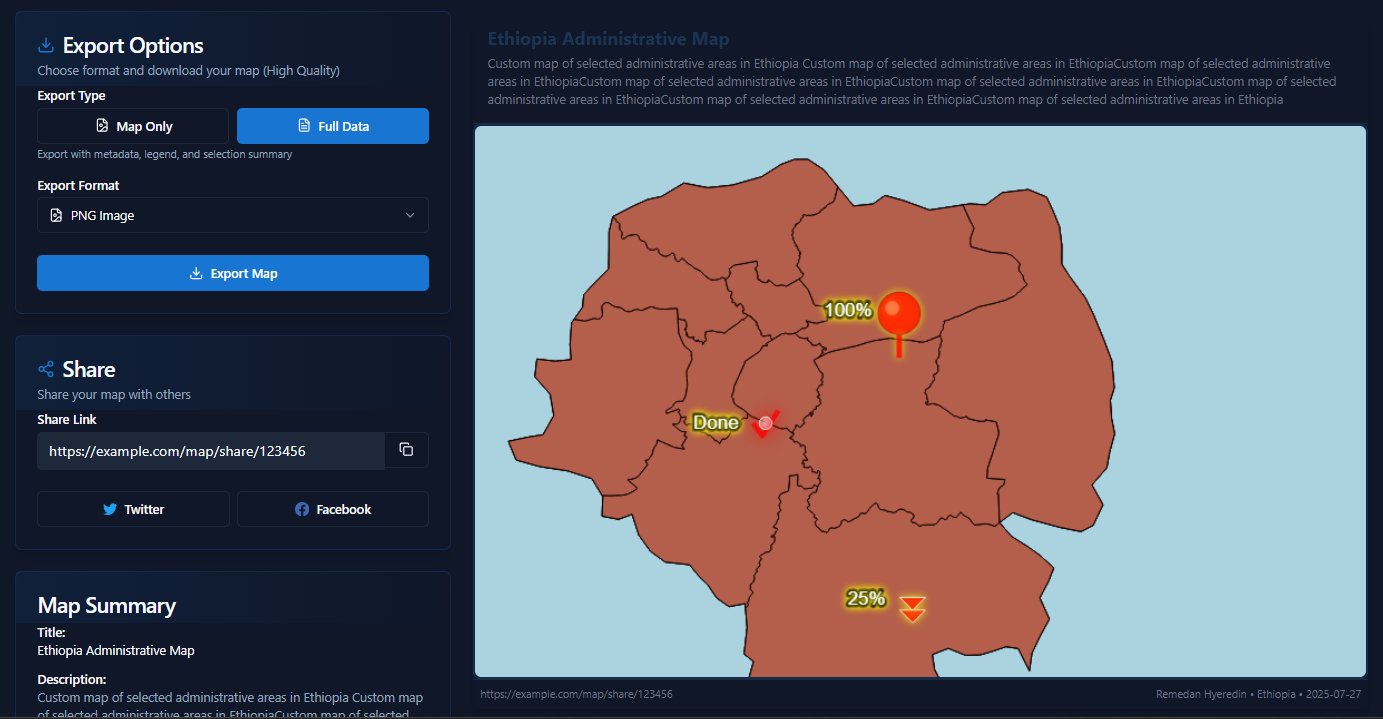 Export Options
Choose format and download your map (High Quality)
Export Type
Map Only
Full Data
Export with metadata, legend, and selection summary
Export Format
PNG Image
Export Map
Share
Share your map with others
Share Link
https://example.com/map/share/123456
Twitter
Facebook
Map Summary
Title:
Ethiopia Administrative Map
Description:
Custom map of selected administrative areas in Ethiopia Custom map
of selected administrative areas in EthiopiaCustom map of selected
Ethiopia Administrative Map
Custom map of selected administrative areas in Ethiopia Custom map of selected administrative areas in EthiopiaCustom map of selected administrative
areas in EthiopiaCustom map of selected administrative areas in EthiopiaCustom map of selected administrative areas in EthiopiaCustom map of selected
administrative areas in EthiopiaCustom map of selected administrative areas in EthiopiaCustom map of selected administrative areas in Ethiopia
100%
Done
25%
https://example.com/map/share/123456
Remedan Hyeredin • Ethiopia • 2025-07-27